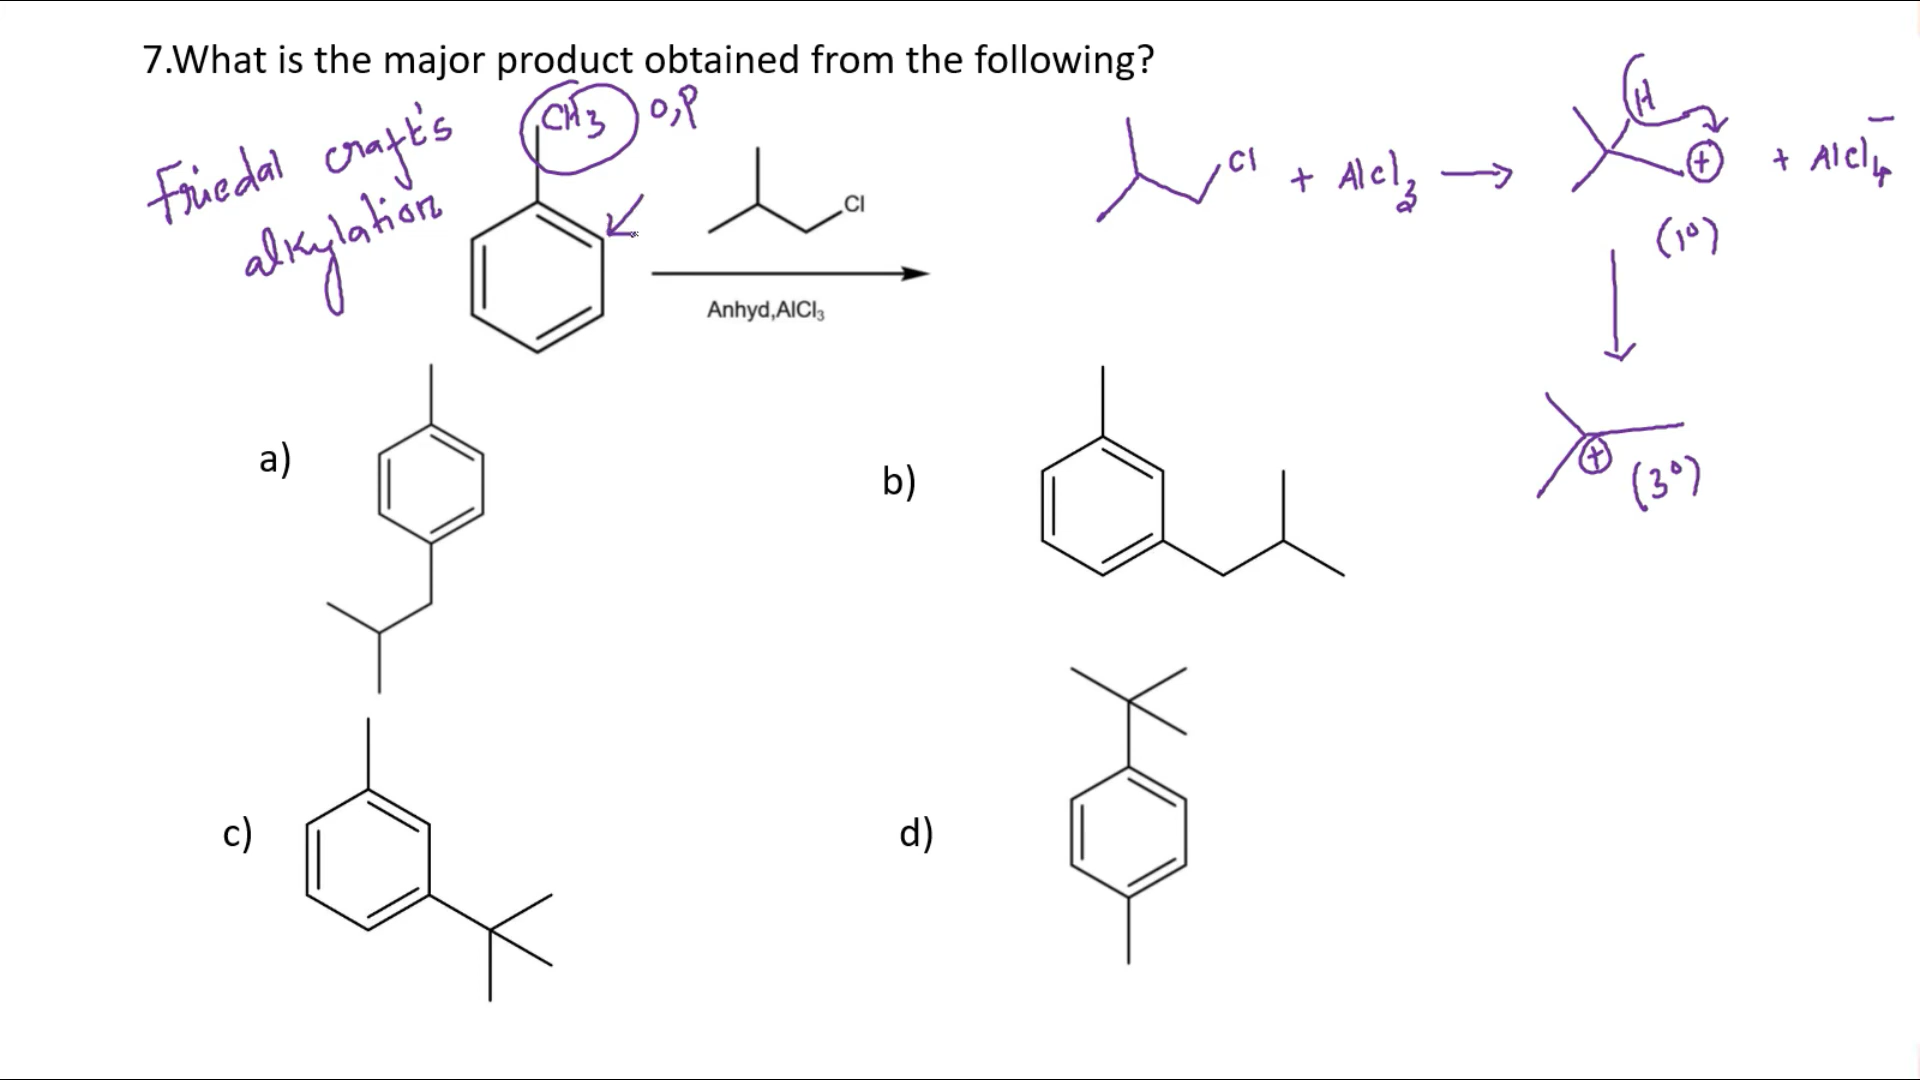 7.What is the major product obtained from the following?
Friedal craft's
alkylation
CH3 o,p
Cl
Anhyd,AlCl₃
Cl + AlCl₃ → H + + AlCl₄⁻
(1°)
+ (3°)
a)
b)
c)
d)